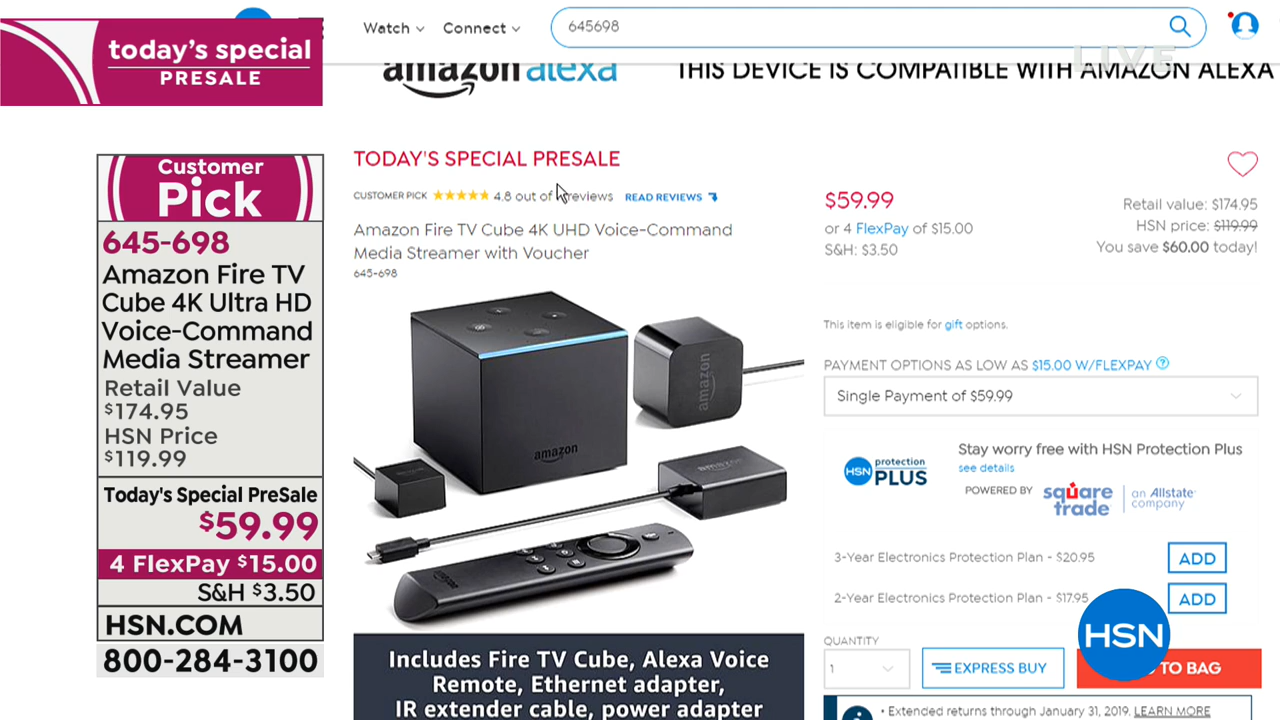 today's special
PRESALE
Watch
Connect
645698
LIVE
amazon alexa
THIS DEVICE IS COMPATIBLE WITH AMAZON ALEXA
Customer
Pick
645-698
Amazon Fire TV
Cube 4K Ultra HD
Voice-Command
Media Streamer
Retail Value
$174.95
HSN Price
$119.99
Today's Special PreSale
$59.99
4 FlexPay $15.00
S&H $3.50
HSN.COM
800-284-3100
TODAY'S SPECIAL PRESALE
CUSTOMER PICK 4.8 out of reviews READ REVIEWS
Amazon Fire TV Cube 4K UHD Voice-Command
Media Streamer with Voucher
645-698
amazon
amazon
amazon
Includes Fire TV Cube, Alexa Voice
Remote, Ethernet adapter,
IR extender cable, power adapter
$59.99
or 4 FlexPay of $15.00
S&H: $3.50
Retail value: $174.95
HSN price: $119.99
You save $60.00 today!
This item is eligible for gift options.
PAYMENT OPTIONS AS LOW AS $15.00 W/FLEXPAY ?
Single Payment of $59.99
HSN protection
PLUS
Stay worry free with HSN Protection Plus
see details
POWERED BY square trade | an Allstate company
3-Year Electronics Protection Plan - $20.95 ADD
2-Year Electronics Protection Plan - $17.95 ADD
QUANTITY
1
EXPRESS BUY
TO BAG
HSN
• Extended returns through January 31, 2019. LEARN MORE